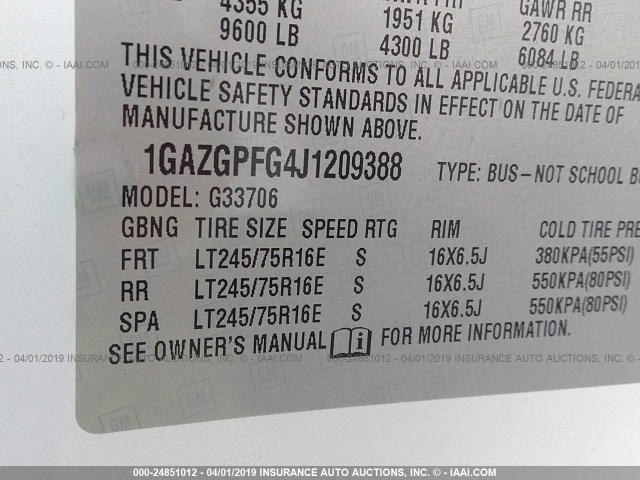 4355 KG 1951 KG GAWR RR
9600 LB 4300 LB 2760 KG
6084 LB
THIS VEHICLE CONFORMS TO ALL APPLICABLE U.S. FEDERA
VEHICLE SAFETY STANDARDS IN EFFECT ON THE DATE OF
MANUFACTURE SHOWN ABOVE.
1GAZGPFG4J1209388 TYPE: BUS-NOT SCHOOL B
MODEL: G33706
GBNG TIRE SIZE SPEED RTG RIM COLD TIRE PRE
FRT LT245/75R16E S 16X6.5J 380KPA(55PSI)
RR LT245/75R16E S 16X6.5J 550KPA(80PSI)
SPA LT245/75R16E S 16X6.5J 550KPA(80PSI)
SEE OWNER'S MANUAL i FOR MORE INFORMATION.
000-24851012 - 04/01/2019 INSURANCE AUTO AUCTIONS, INC. - © IAAI.COM